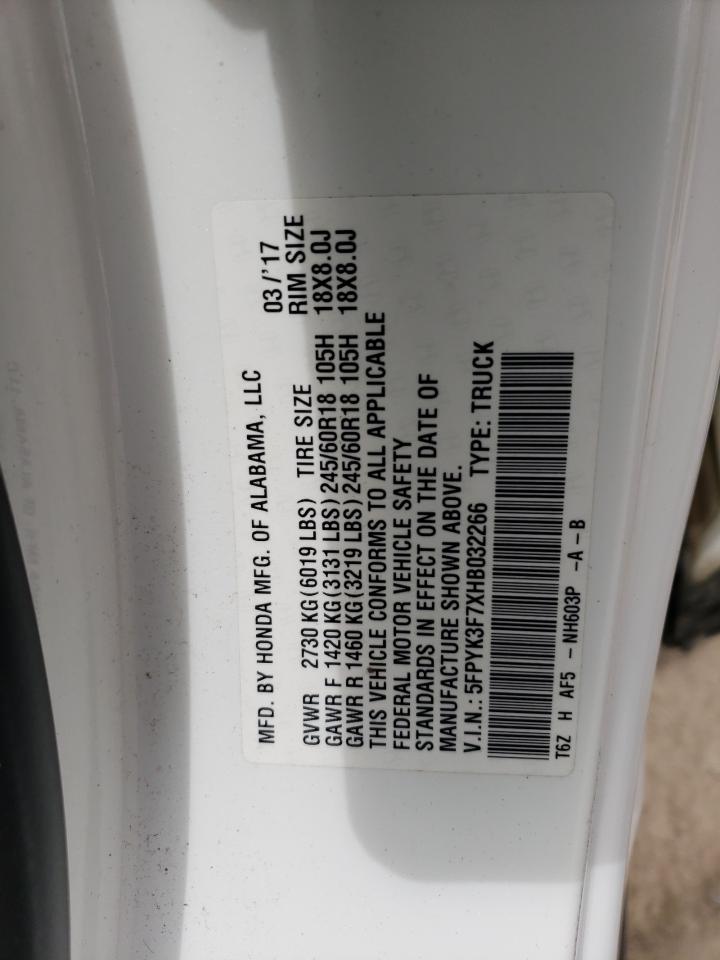 MFD. BY HONDA MFG. OF ALABAMA, LLC 03/'17
GVWR 2730 KG(6019 LBS) TIRE SIZE RIM SIZE
GAWR F 1420 KG(3131 LBS) 245/60R18 105H 18X8.0J
GAWR R 1460 KG(3219 LBS) 245/60R18 105H 18X8.0J
THIS VEHICLE CONFORMS TO ALL APPLICABLE
FEDERAL MOTOR VEHICLE SAFETY
STANDARDS IN EFFECT ON THE DATE OF
MANUFACTURE SHOWN ABOVE.
V.I.N.: 5FPYK3F7XHB032266 TYPE: TRUCK
T6Z H AF5 - NH603P -A-B